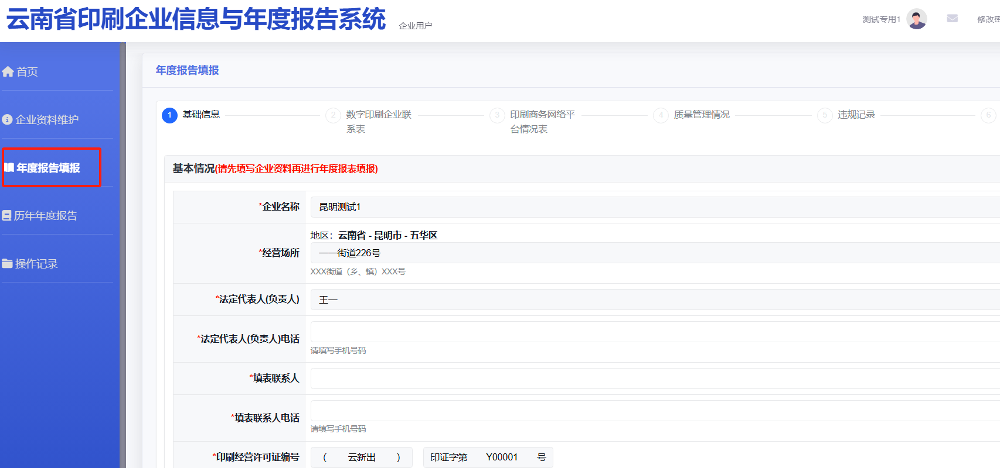 云南省印刷企业信息与年度报告系统
企业用户
测试专用1
修改密
首页
企业资料维护
年度报告填报
历年年度报告
操作记录
年度报告填报
1 基础信息
2 数字印刷企业联
系表
3 印刷商务网络平
台情况表
4 质量管理情况
5 违规记录
6
基本情况(请先填写企业资料再进行年度报表填报)
*企业名称
昆明测试1
*经营场所
地区：云南省 - 昆明市 - 五华区
一一街道226号
XXX街道（乡、镇）XXX号
*法定代表人(负责人)
王一
*法定代表人(负责人)电话
请填写手机号码
*填表联系人
*填表联系人电话
请填写手机号码
*印刷经营许可证编号
( 云新出 ) 印证字第 Y00001 号